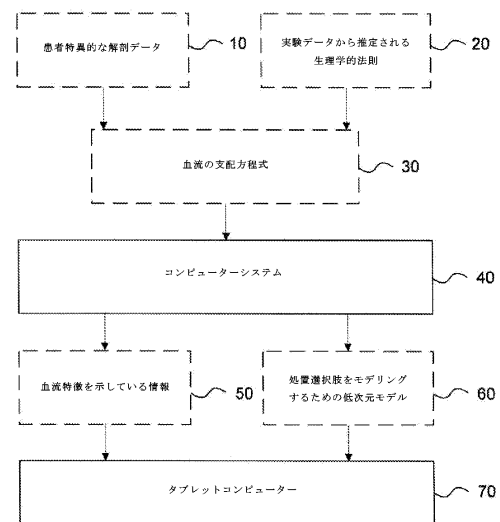 患者特異的な解剖データ
10
実験データから推定される
生理学的法則
20
血流の支配方程式
30
コンピューターシステム
40
血流特徴を示している情報
50
処置選択肢をモデリング
するための低次元モデル
60
タブレットコンピューター
70